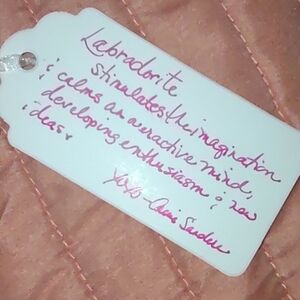 Labradorite
stimulates the imagination
& calms an overactive mind,
developing enthusiasm & new
ideas
XOXO -